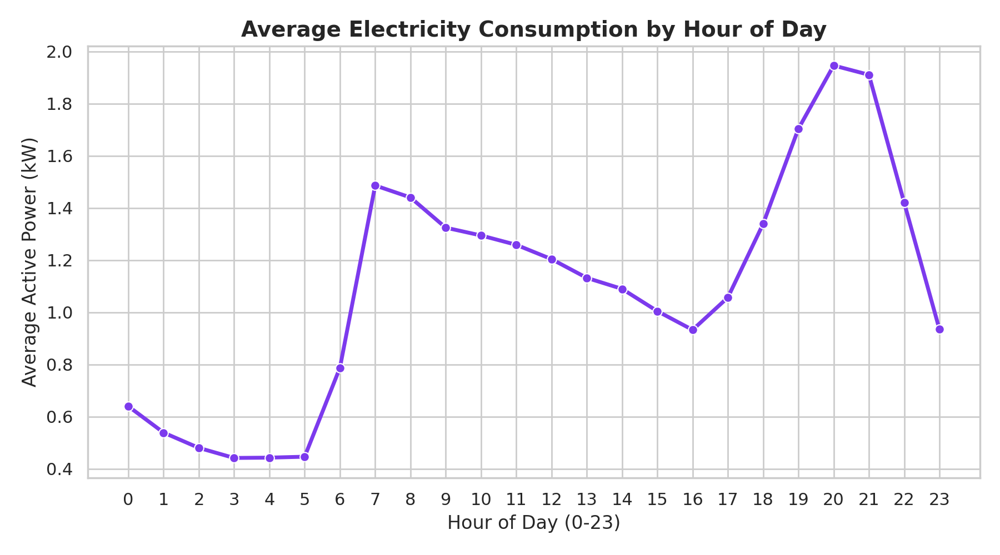 Average Electricity Consumption by Hour of Day
2.0
1.8
1.6
1.4
1.2
1.0
0.8
0.6
0.4
Average Active Power (kW)
0 1 2 3 4 5 6 7 8 9 10 11 12 13 14 15 16 17 18 19 20 21 22 23
Hour of Day (0-23)